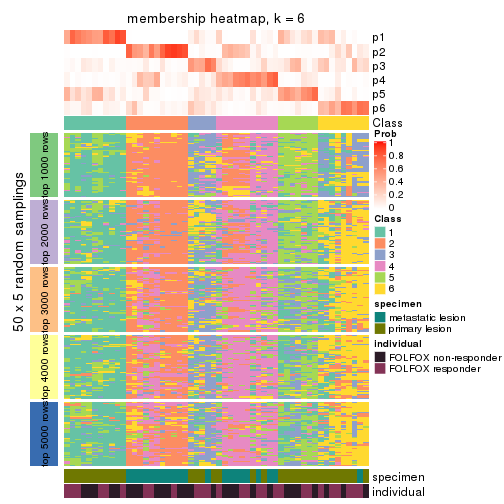 membership heatmap, k = 6
p1
p2
p3
p4
p5
p6
Class
50 x 5 random samplings
top 1000 rows
top 2000 rows
top 3000 rows
top 4000 rows
top 5000 rows
Prob
1
0.8
0.6
0.4
0.2
0
Class
1
2
3
4
5
6
specimen
metastatic lesion
primary lesion
individual
FOLFOX non-responder
FOLFOX responder
specimen
individual